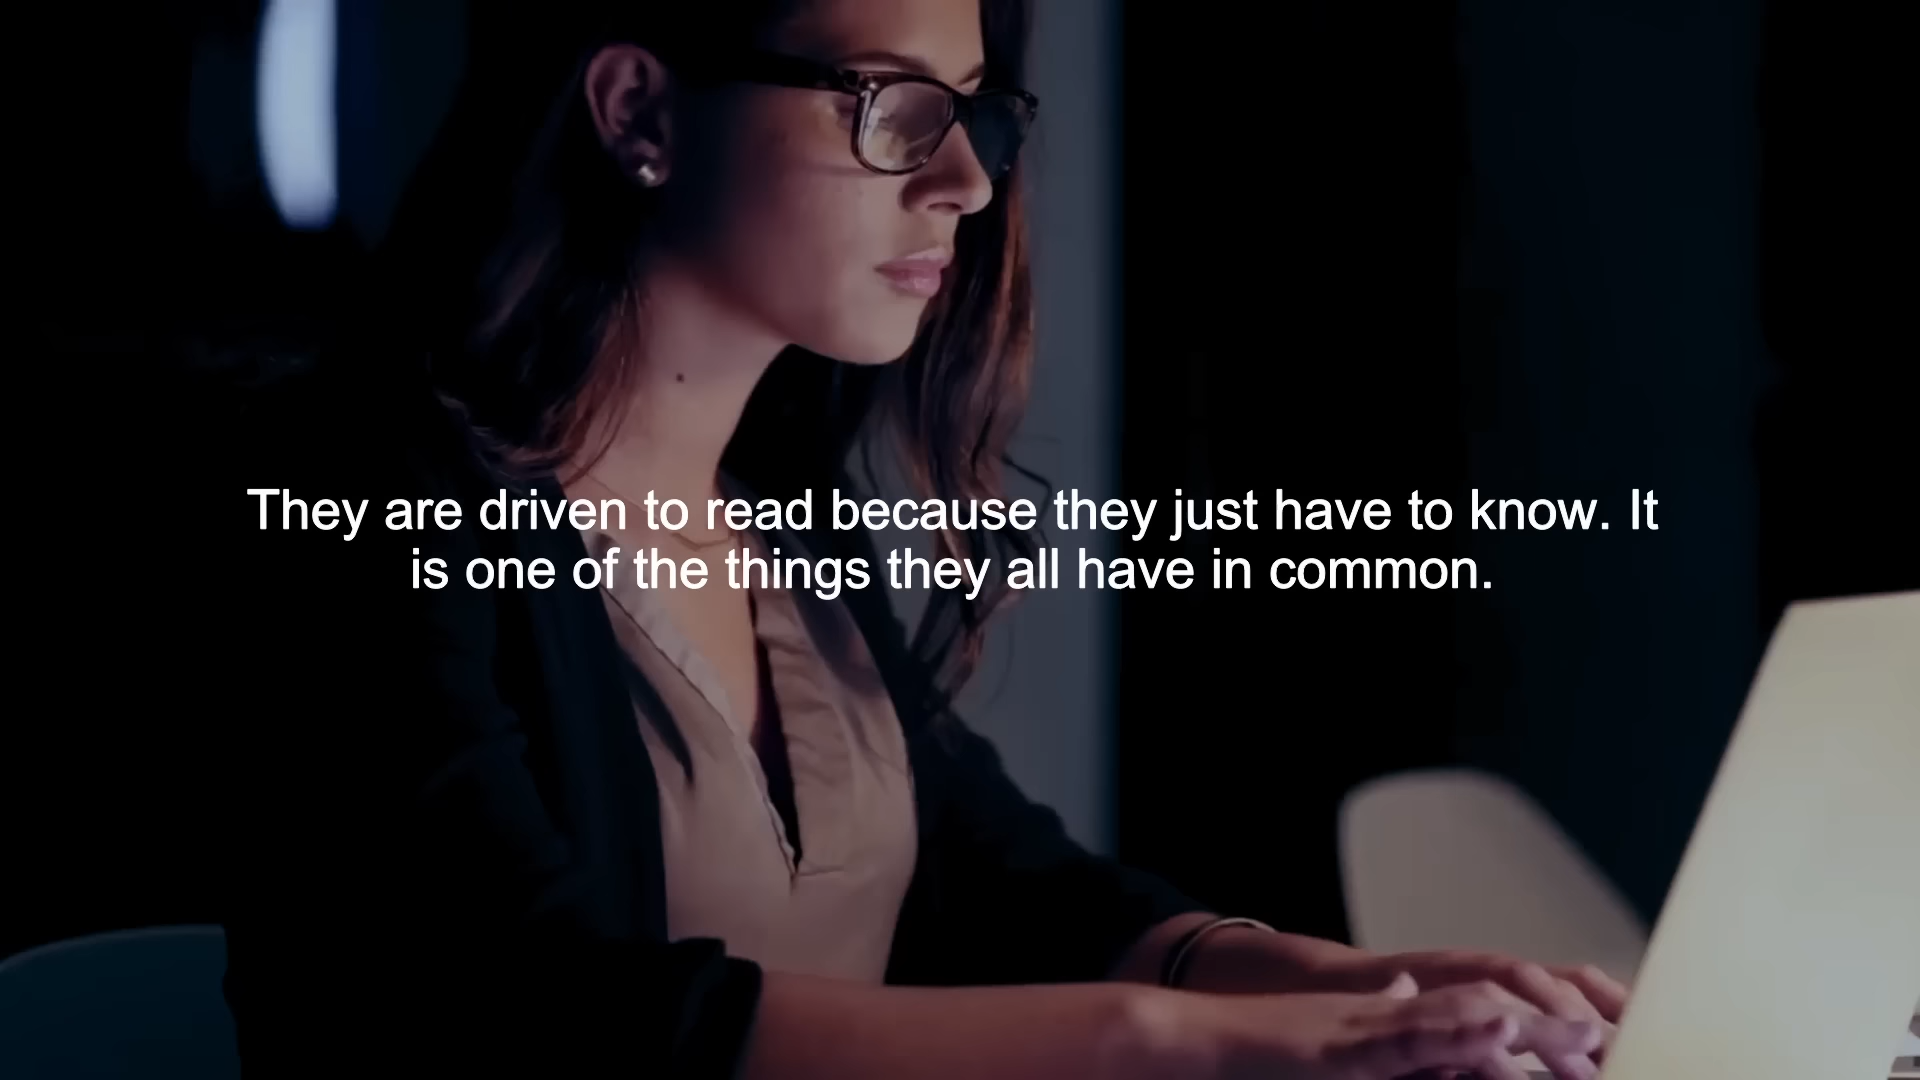 They are driven to read because they just have to know. It
is one of the things they all have in common.